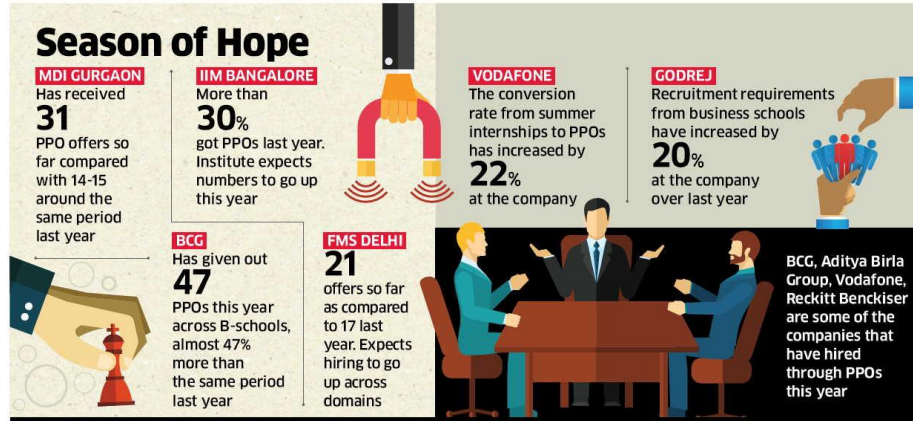 Season of Hope
MDI GURGAON
Has received
31
PPO offers so
far compared
with 14-15
around the
same period
last year
IIM BANGALORE
More than
30%
got PPOs last year.
Institute expects
numbers to go up
this year
BCG
Has given out
47
PPOs this year
across B-schools,
almost 47%
more than
the same period
last year
FMS DELHI
21
offers so far
as compared
to 17 last
year. Expects
hiring to go
up across
domains
VODAFONE
The conversion
rate from summer
internships to PPOs
has increased by
22%
at the company
GODREJ
Recruitment requirements
from business schools
have increased by
20%
at the company
over last year
BCG, Aditya Birla
Group, Vodafone,
Reckitt Benckiser
are some of the
companies that
have hired
through PPOs
this year